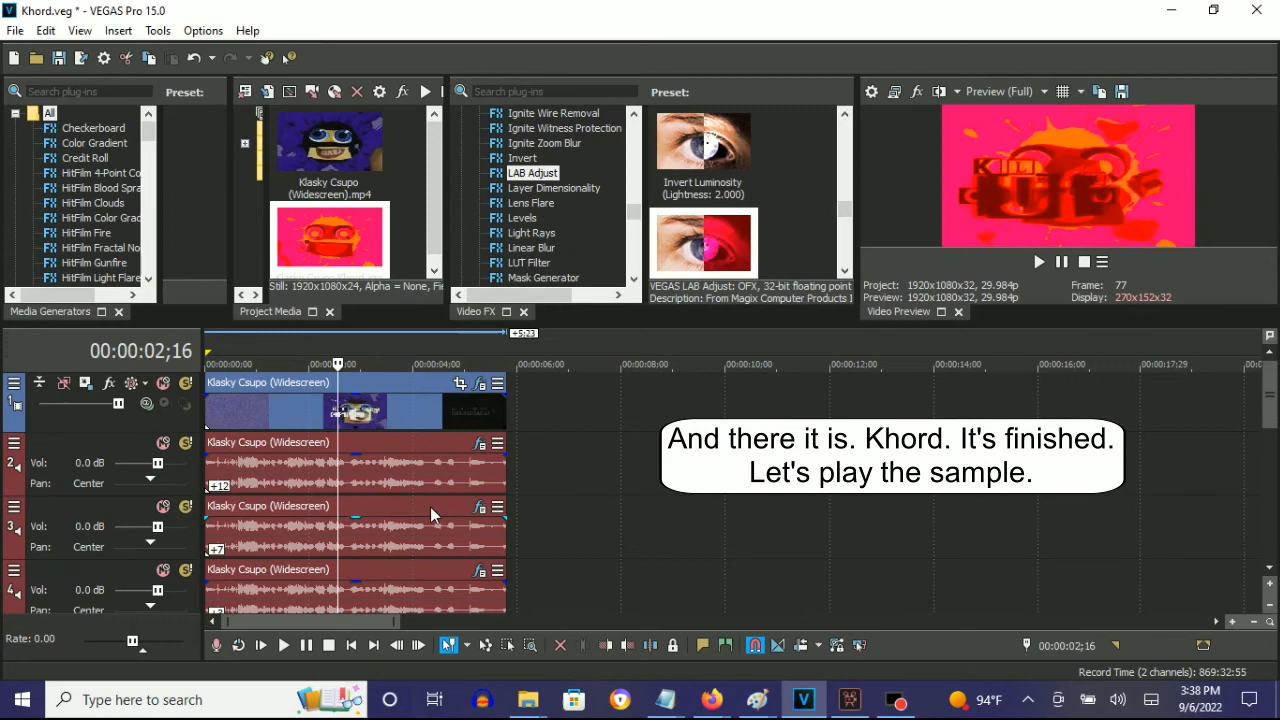 Khord.veg * - VEGAS Pro 15.0
File Edit View Insert Tools Options Help
Search plug-ins
Preset:
All
Checkerboard
Color Gradient
Credit Roll
HitFilm 4-Point Co
HitFilm Blood Spra
HitFilm Clouds
HitFilm Color Grad
HitFilm Fire
HitFilm Fractal No
HitFilm Gunfire
HitFilm Light Flare
Media Generators
Klasky Csupo
(Widescreen).mp4
Still: 1920x1080x24, Alpha = None, Fie
Project Media
Search plug-ins
Preset:
Ignite Wire Removal
Ignite Witness Protection
Ignite Zoom Blur
Invert
LAB Adjust
Layer Dimensionality
Lens Flare
Levels
Light Rays
Linear Blur
LUT Filter
Mask Generator
Invert Luminosity
(Lightness: 2.000)
VEGAS LAB Adjust: OFX, 32-bit floating point
Description: From Magix Computer Products I
Video FX
Preview (Full)
Project: 1920x1080x32, 29.984p
Preview: 1920x1080x32, 29.984p
Frame: 77
Display: 270x152x32
Video Preview
+5;23
00:00:02;16
00:00:00;00
00:00:04;00
00:00:06;00
00:00:08;00
00:00:10;00
00:00:12;00
00:00:14;00
00:00:16;00
00:00:17;29
1
Klasky Csupo (Widescreen)
2
Vol: 0.0 dB
Pan: Center
Klasky Csupo (Widescreen)
+12
3
Vol: 0.0 dB
Pan: Center
Klasky Csupo (Widescreen)
+7
4
Vol: 0.0 dB
Pan: Center
Klasky Csupo (Widescreen)
And there it is. Khord. It's finished.
Let's play the sample.
Rate: 0.00
00:00:02;16
Record Time (2 channels): 869:32:55
Type here to search
94°F
3:38 PM
9/6/2022